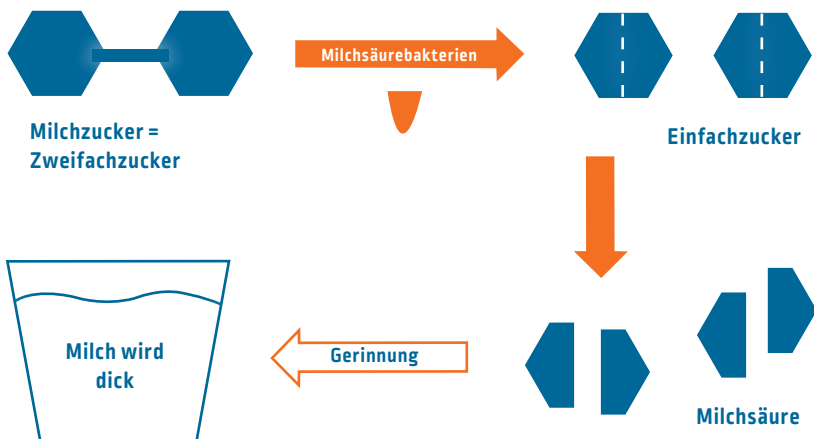 Milchsäurebakterien
Milchzucker =
Zweifachzucker
Einfachzucker
Milch wird
dick
Gerinnung
Milchsäure